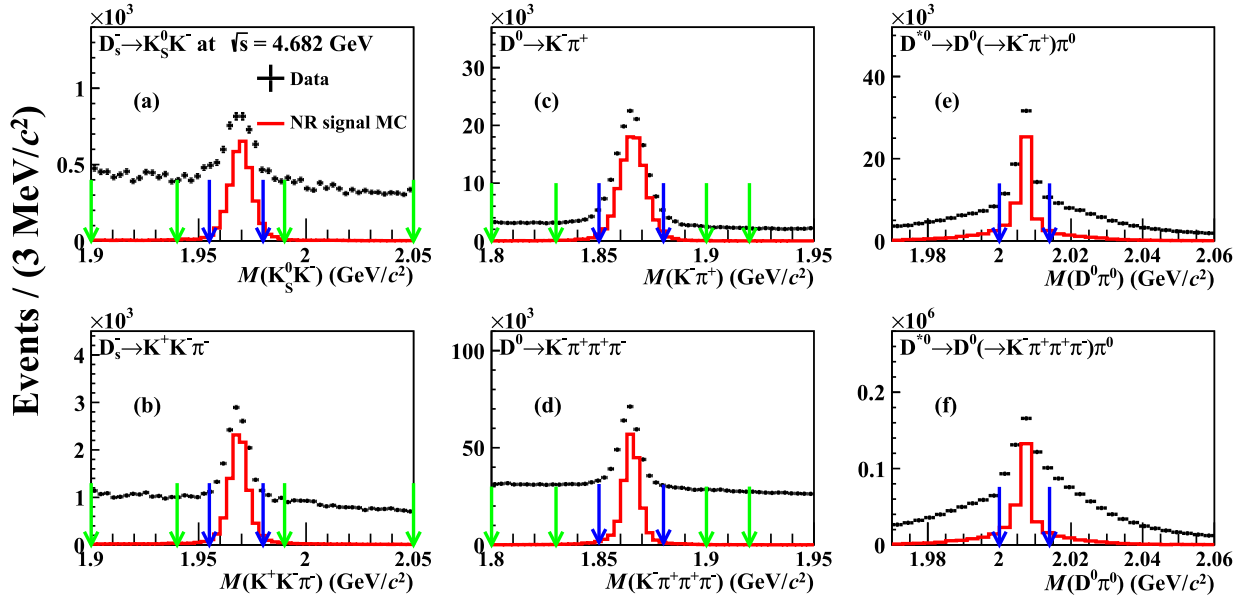 Events / (3 MeV/c²)
×10³
D_s⁻→K_S⁰K⁻ at √s = 4.682 GeV
Data
NR signal MC
(a)
1
0.5
0
1.9 1.95 2 2.05
M(K_S⁰K⁻) (GeV/c²)
×10³
D⁰→K⁻π⁺
(c)
30
20
10
0
1.8 1.85 1.9 1.95
M(K⁻π⁺) (GeV/c²)
×10³
D*⁰→D⁰(→K⁻π⁺)π⁰
(e)
40
20
0
1.98 2 2.02 2.04 2.06
M(D⁰π⁰) (GeV/c²)
×10³
D_s⁻→K⁺K⁻π⁻
(b)
4
3
2
1
0
1.9 1.95 2 2.05
M(K⁺K⁻π⁻) (GeV/c²)
×10³
D⁰→K⁻π⁺π⁺π⁻
(d)
100
50
0
1.8 1.85 1.9 1.95
M(K⁻π⁺π⁺π⁻) (GeV/c²)
×10⁶
D*⁰→D⁰(→K⁻π⁺π⁺π⁻)π⁰
(f)
0.2
0.1
0
1.98 2 2.02 2.04 2.06
M(D⁰π⁰) (GeV/c²)